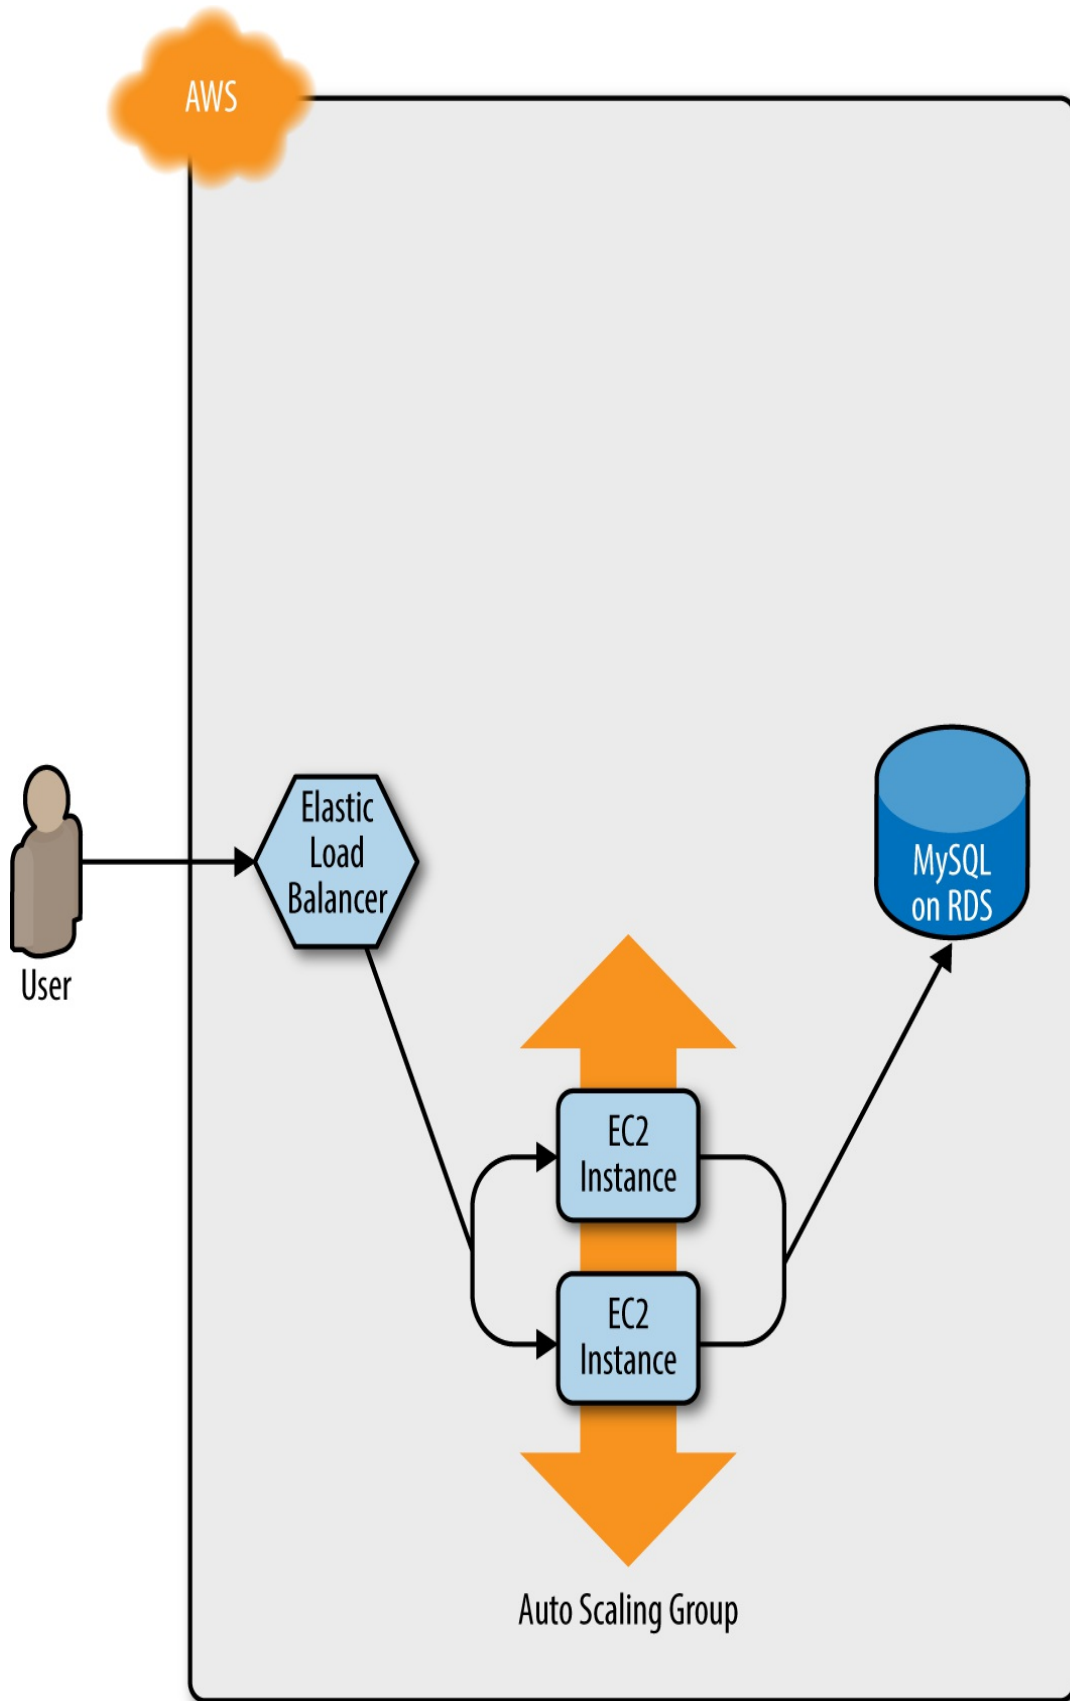 AWS
User
Elastic
Load
Balancer
MySQL
on RDS
EC2
Instance
EC2
Instance
Auto Scaling Group